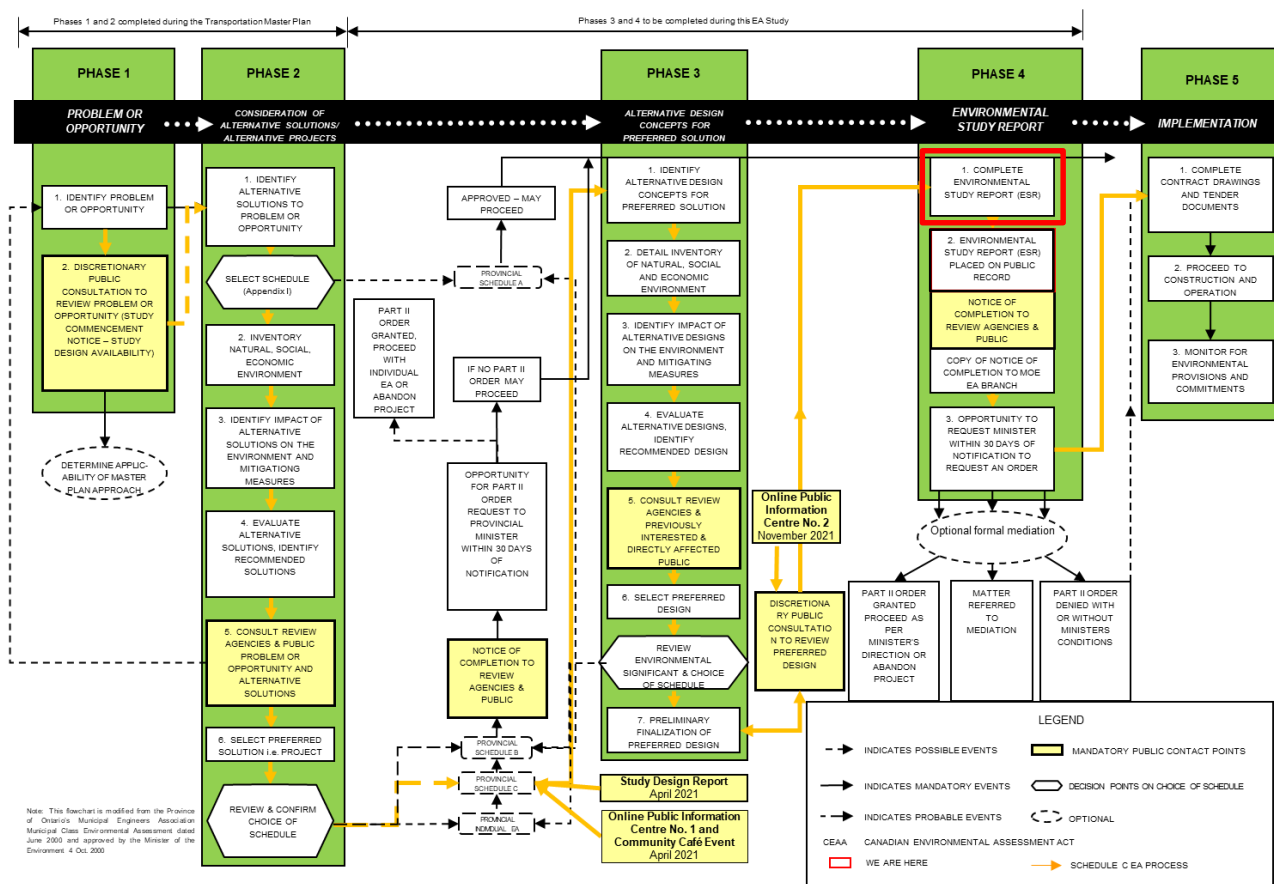 Phases 1 and 2 completed during the Transportation Master Plan
Phases 3 and 4 to be completed during this EA Study
PHASE 1
PHASE 2
PHASE 3
PHASE 4
PHASE 5
PROBLEM OR
OPPORTUNITY
CONSIDERATION OF
ALTERNATIVE SOLUTIONS/
ALTERNATIVE PROJECTS
ALTERNATIVE DESIGN
CONCEPTS FOR
PREFERRED SOLUTION
ENVIRONMENTAL
STUDY REPORT
IMPLEMENTATION
1. IDENTIFY PROBLEM
OR OPPORTUNITY
2. DISCRETIONARY
PUBLIC
CONSULTATION TO
REVIEW PROBLEM OR
OPPORTUNITY (STUDY
COMMENCEMENT
NOTICE – STUDY
DESIGN AVAILABILITY)
DETERMINE APPLIC-
ABILITY OF MASTER
PLAN APPROACH
1. IDENTIFY
ALTERNATIVE
SOLUTIONS TO
PROBLEM OR
OPPORTUNITY
SELECT SCHEDULE
(Appendix I)
2. INVENTORY
NATURAL, SOCIAL,
ECONOMIC
ENVIRONMENT
3. IDENTIFY IMPACT OF
ALTERNATIVE
SOLUTIONS ON THE
ENVIRONMENT AND
MITIGATIONG
MEASURES
4. EVALUATE
ALTERNATIVE
SOLUTIONS, IDENTIFY
RECOMMENDED
SOLUTIONS
5. CONSULT REVIEW
AGENCIES & PUBLIC
PROBLEM OR
OPPORTUNITY AND
ALTERNATIVE
SOLUTIONS
6. SELECT PREFERRED
SOLUTION i.e. PROJECT
REVIEW & CONFIRM
CHOICE OF
SCHEDULE
APPROVED – MAY
PROCEED
PROVINCIAL
SCHEDULE A
PART II
ORDER
GRANTED,
PROCEED
WITH
INDIVIDUAL
EA OR
ABANDON
PROJECT
IF NO PART II
ORDER MAY
PROCEED
OPPORTUNITY
FOR PART II
ORDER
REQUEST TO
PROVINCIAL
MINISTER
WITHIN 30 DAYS
OF
NOTIFICATION
NOTICE OF
COMPLETION TO
REVIEW
AGENCIES &
PUBLIC
PROVINCIAL
SCHEDULE B
PROVINCIAL
SCHEDULE C
PROVINCIAL
INDIVIDUAL EA
1. IDENTIFY
ALTERNATIVE DESIGN
CONCEPTS FOR
PREFERRED SOLUTION
2. DETAIL INVENTORY
OF NATURAL, SOCIAL
AND ECONOMIC
ENVIRONMENT
3. IDENTIFY IMPACT OF
ALTERNATIVE DESIGNS
ON THE ENVIRONMENT
AND MITIGATING
MEASURES
4. EVALUATE
ALTERNATIVE DESIGNS,
IDENTIFY
RECOMMENDED DESIGN
5. CONSULT REVIEW
AGENCIES &
PREVIOUSLY
INTERESTED &
DIRECTLY AFFECTED
PUBLIC
6. SELECT PREFERRED
DESIGN
REVIEW
ENVIRONMENTAL
SIGNIFICANT & CHOICE
OF SCHEDULE
7. PRELIMINARY
FINALIZATION OF
PREFERRED DESIGN
Study Design Report
April 2021
Online Public Information
Centre No. 1 and
Community Café Event
April 2021
Online Public
Information
Centre No. 2
November 2021
DISCRETIONA
RY PUBLIC
CONSULTATIO
N TO REVIEW
PREFERRED
DESIGN
1. COMPLETE
ENVIRONMENTAL
STUDY REPORT (ESR)
2. ENVIRONMENTAL
STUDY REPORT (ESR)
PLACED ON PUBLIC
RECORD
NOTICE OF
COMPLETION TO
REVIEW AGENCIES &
PUBLIC
COPY OF NOTICE OF
COMPLETION TO MOE
EA BRANCH
3. OPPORTUNITY TO
REQUEST MINISTER
WITHIN 30 DAYS OF
NOTIFICATION TO
REQUEST AN ORDER
Optional formal mediation
PART II ORDER
GRANTED
PROCEED AS
PER
MINISTER'S
DIRECTION OR
ABANDON
PROJECT
MATTER
REFERRED
TO
MEDIATION
PART II ORDER
DENIED WITH
OR WITHOUT
MINISTERS
CONDITIONS
1. COMPLETE
CONTRACT DRAWINGS
AND TENDER
DOCUMENTS
2. PROCEED TO
CONSTRUCTION AND
OPERATION
3. MONITOR FOR
ENVIRONMENTAL
PROVISIONS AND
COMMITMENTS
LEGEND
INDICATES POSSIBLE EVENTS
MANDATORY PUBLIC CONTACT POINTS
INDICATES MANDATORY EVENTS
DECISION POINTS ON CHOICE OF SCHEDULE
INDICATES PROBABLE EVENTS
OPTIONAL
CEAA CANADIAN ENVIRONMENTAL ASSESSMENT ACT
WE ARE HERE
SCHEDULE C EA PROCESS
Note: This flowchart is modified from the Province
of Ontario's Municipal Engineers Association
Municipal Class Environmental Assessment dated
June 2000 and approved by the Minister of the
Environment 4 Oct. 2000